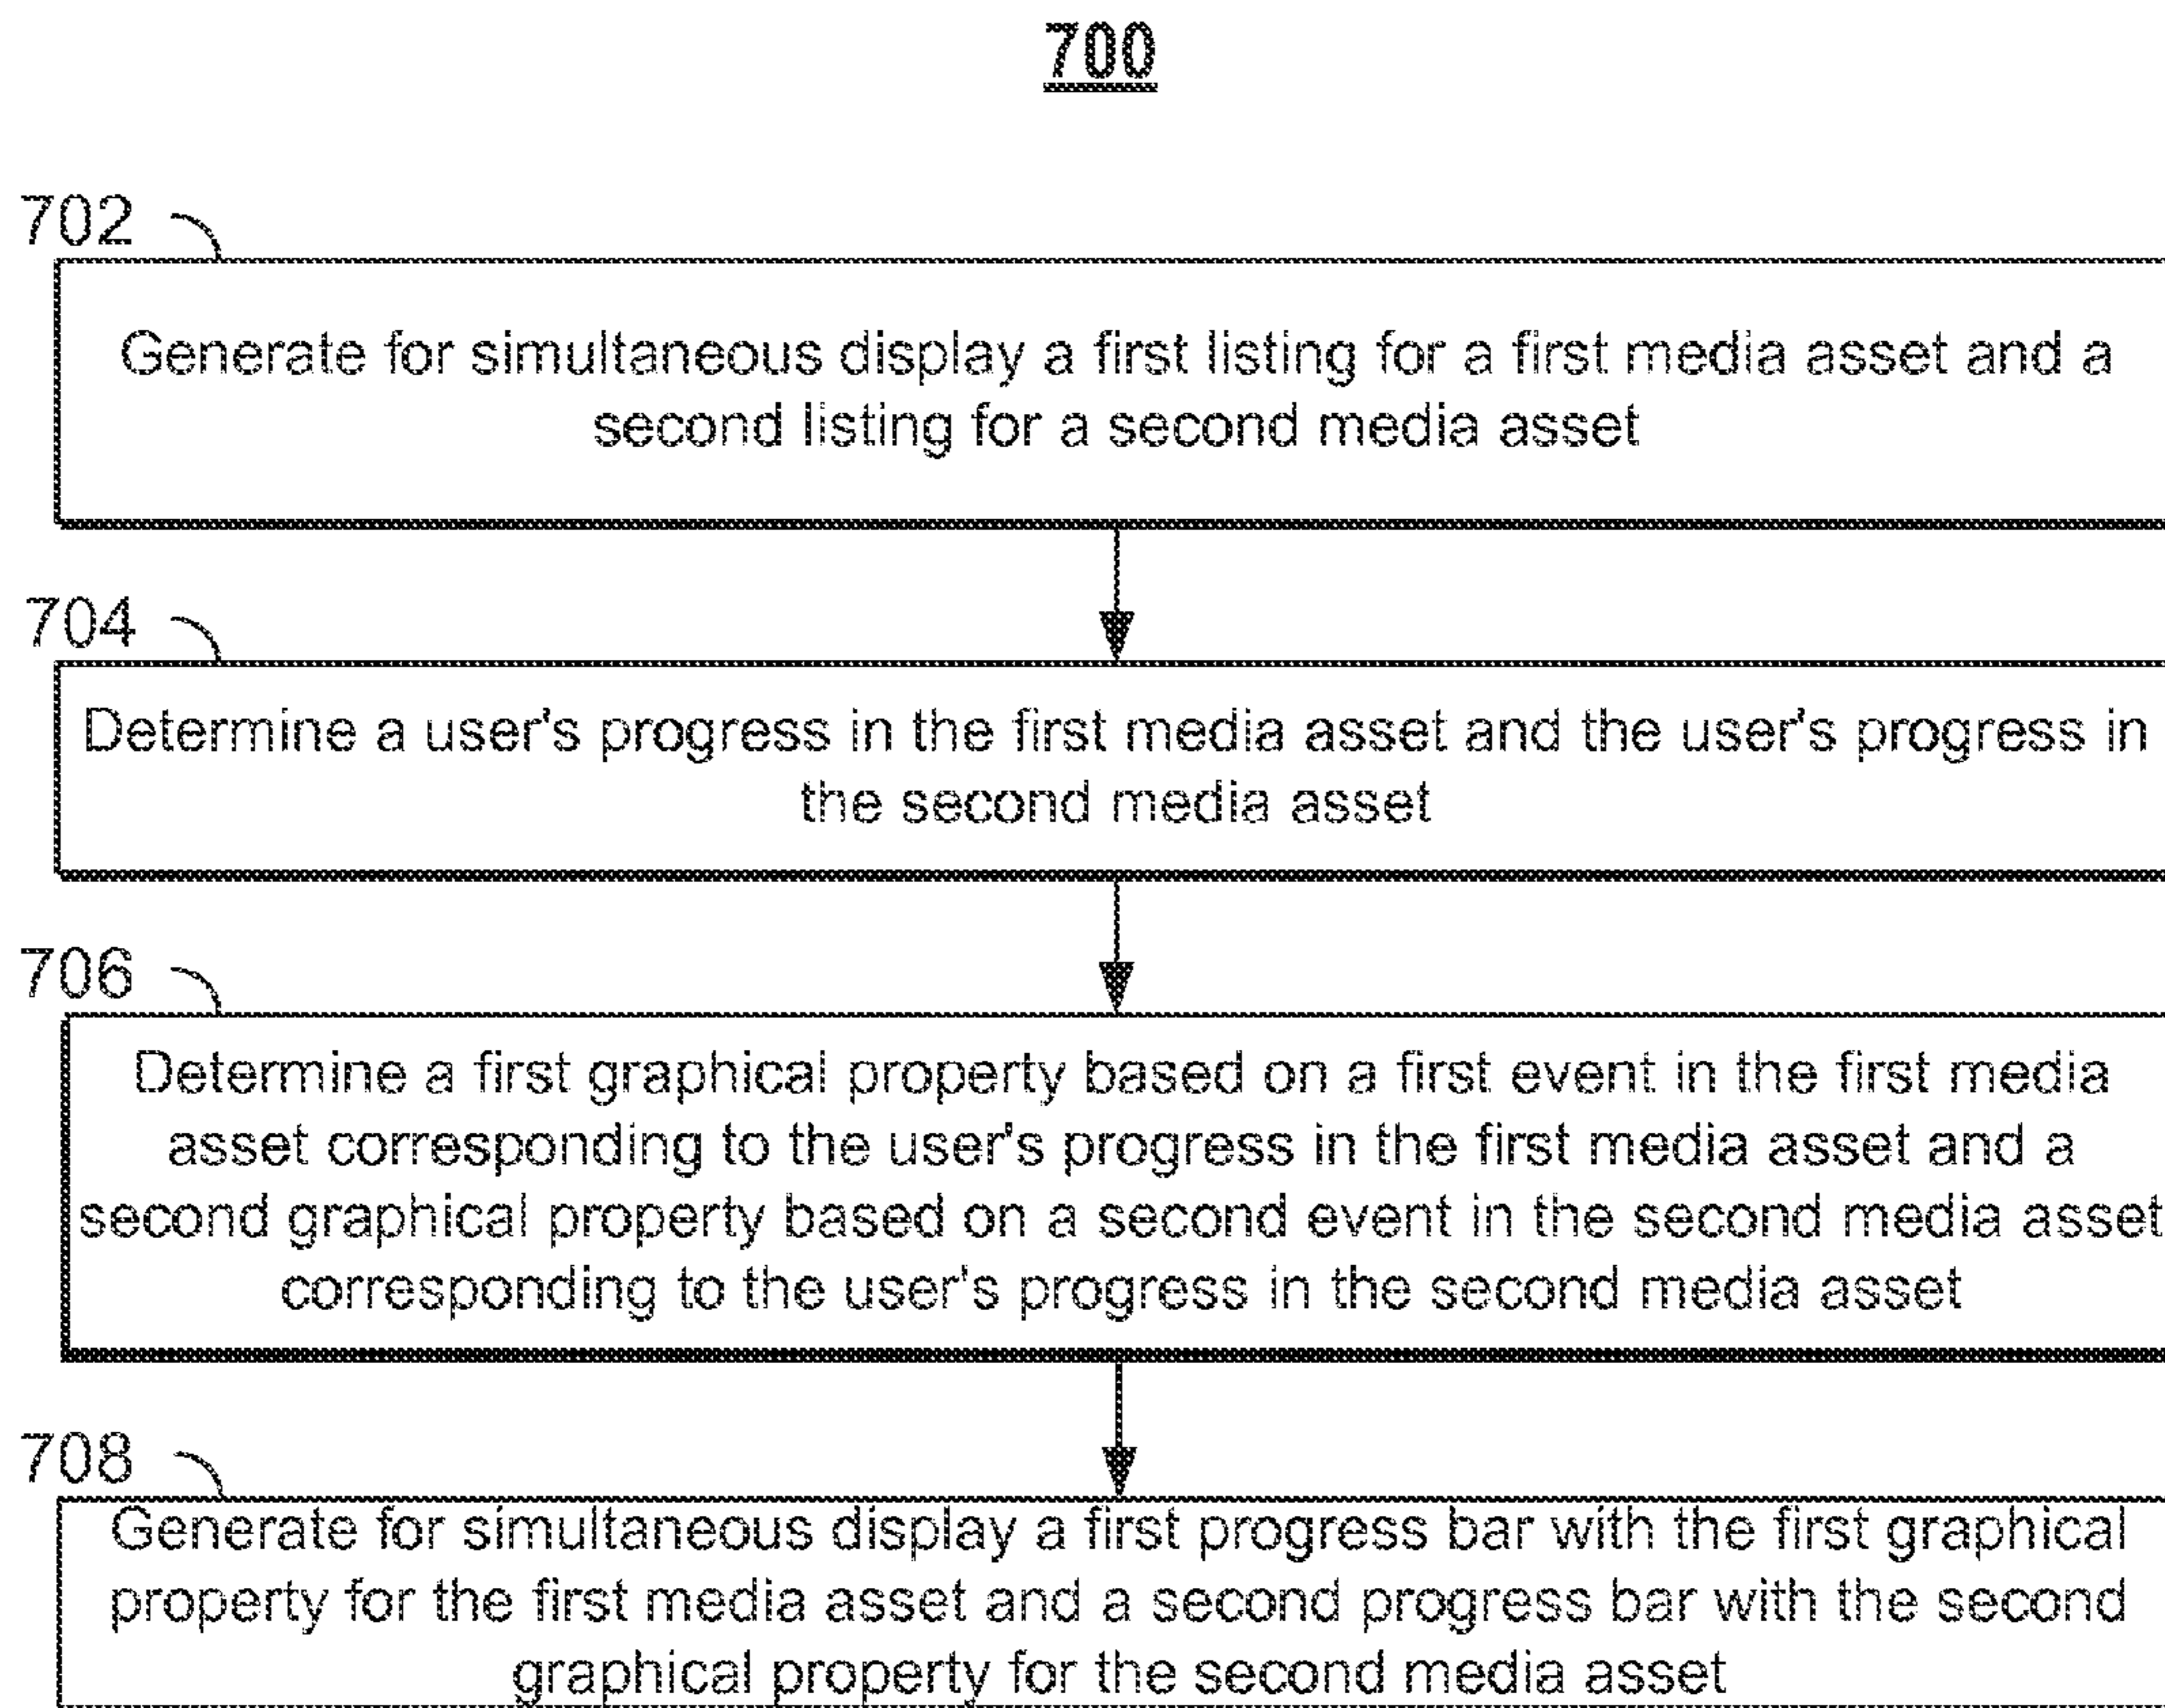 700
702
Generate for simultaneous display a first listing for a first media asset and a
second listing for a second media asset
704
Determine a user's progress in the first media asset and the user's progress in
the second media asset
706
Determine a first graphical property based on a first event in the first media
asset corresponding to the user's progress in the first media asset and a
second graphical property based on a second event in the second media asset
corresponding to the user's progress in the second media asset
708
Generate for simultaneous display a first progress bar with the first graphical
property for the first media asset and a second progress bar with the second
graphical property for the second media asset